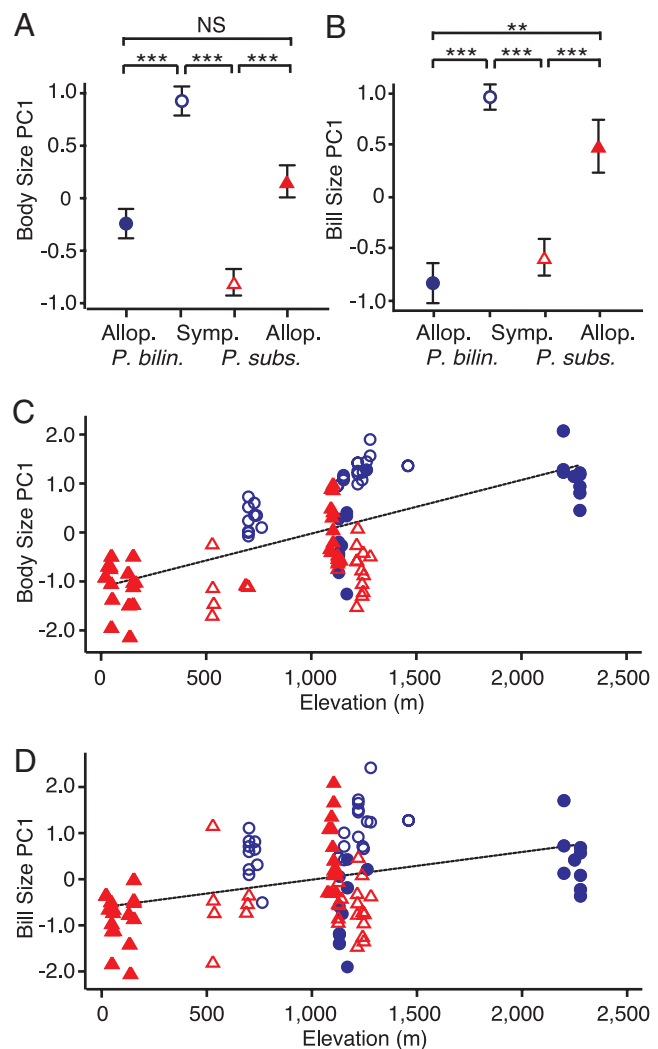 A
NS
*** *** ***
Body Size PC1
1.0
0.5
0
-0.5
-1.0
Allop. Symp. Allop.
P. bilin. P. subs.
B
**
*** *** ***
Bill Size PC1
1.0
0.5
0
-0.5
-1.0
Allop. Symp. Allop.
P. bilin. P. subs.
C
Body Size PC1
2.0
1.0
0
-1.0
-2.0
0 500 1,000 1,500 2,000 2,500
Elevation (m)
D
Bill Size PC1
2.0
1.0
0
-1.0
-2.0
0 500 1,000 1,500 2,000 2,500
Elevation (m)